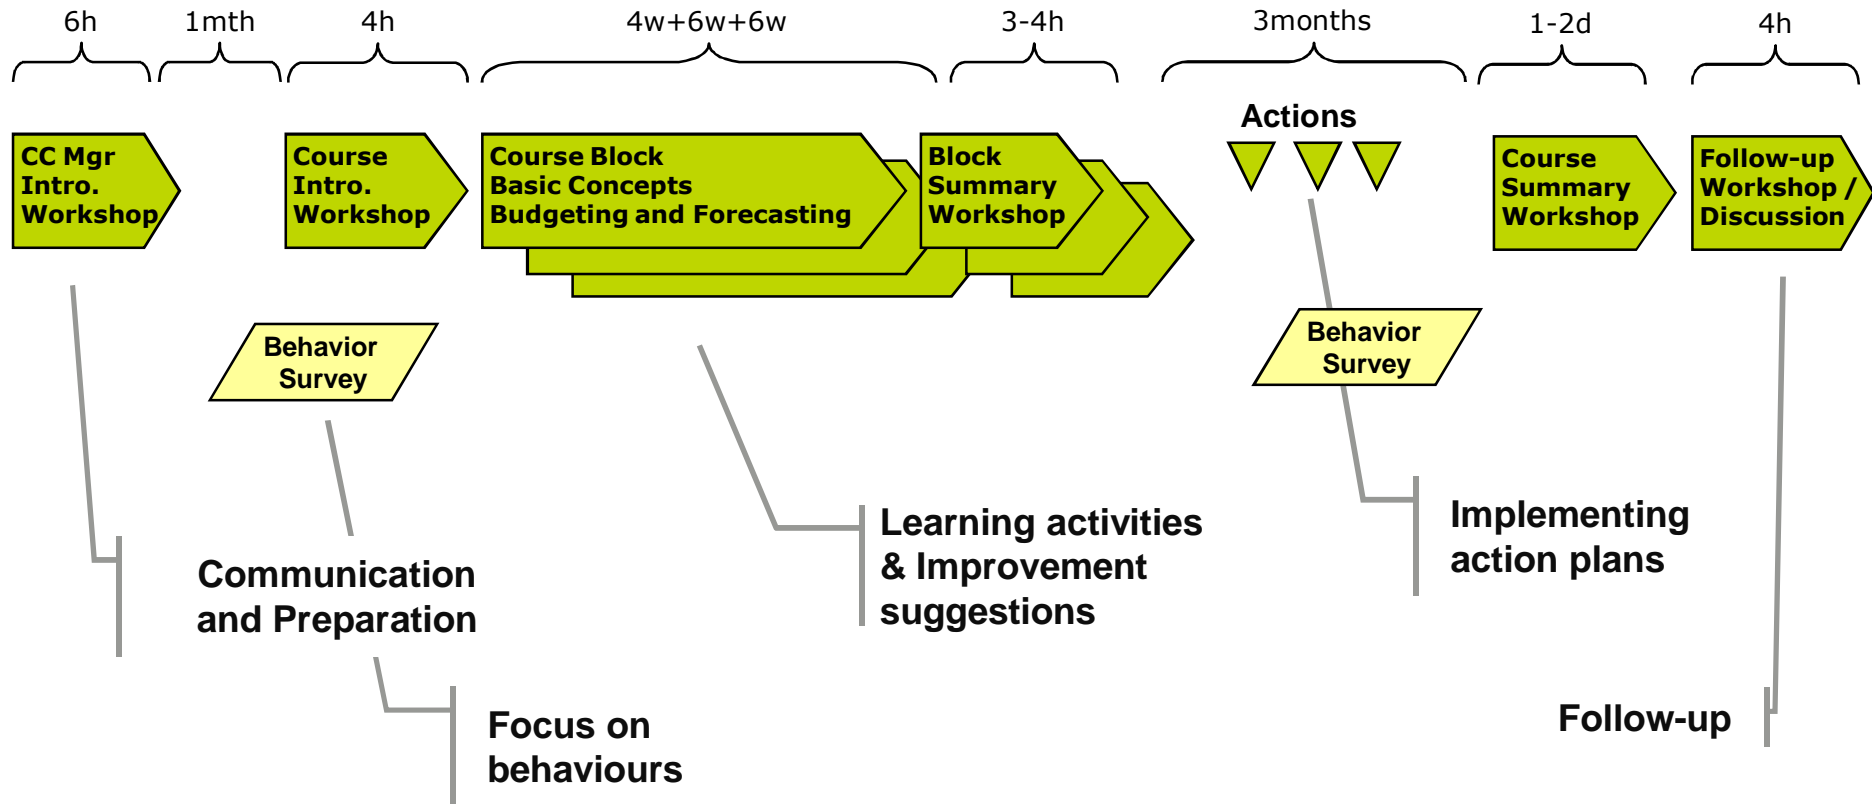 6h
1mth
4h
4w+6w+6w
3-4h
3months
1-2d
4h
CC Mgr
Intro.
Workshop
Course
Intro.
Workshop
Course Block
Basic Concepts
Budgeting and Forecasting
Block
Summary
Workshop
Actions
Course
Summary
Workshop
Follow-up
Workshop /
Discussion
Behavior
Survey
Behavior
Survey
Communication
and Preparation
Learning activities
& Improvement
suggestions
Implementing
action plans
Focus on
behaviours
Follow-up